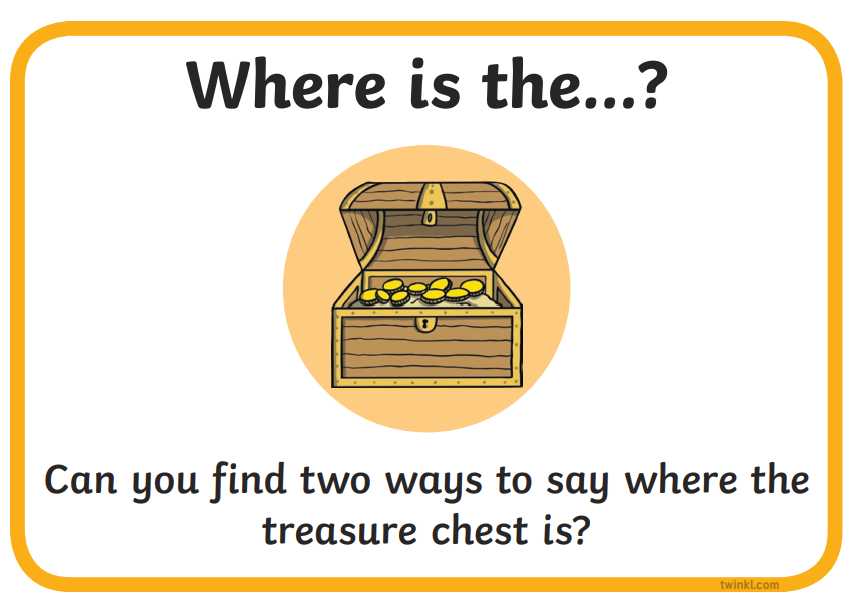 Where is the...?
Can you find two ways to say where the
treasure chest is?
twinkl.com